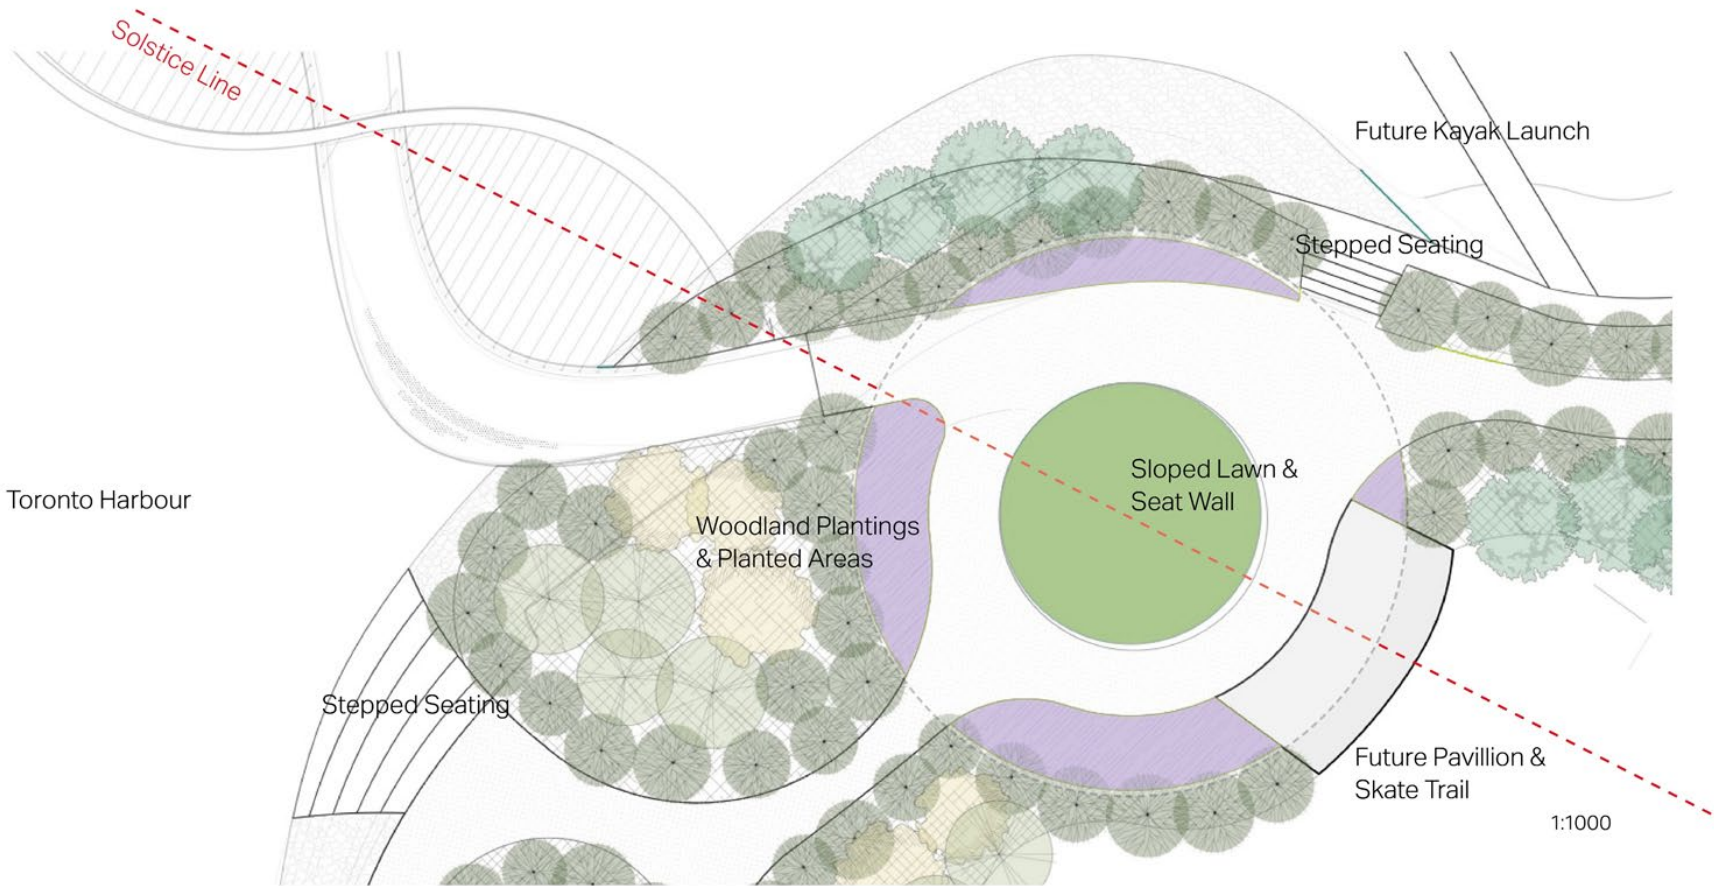 Solstice Line
Future Kayak Launch
Stepped Seating
Sloped Lawn &
Seat Wall
Toronto Harbour
Woodland Plantings
& Planted Areas
Stepped Seating
Future Pavillion &
Skate Trail
1:1000